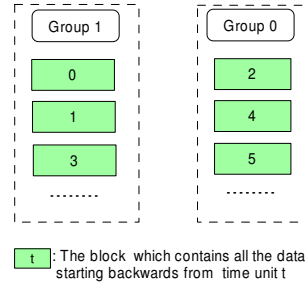 Group 1
0
1
3
........
Group 0
2
4
5
........
t : The block which contains all the data
starting backwards from time unit t